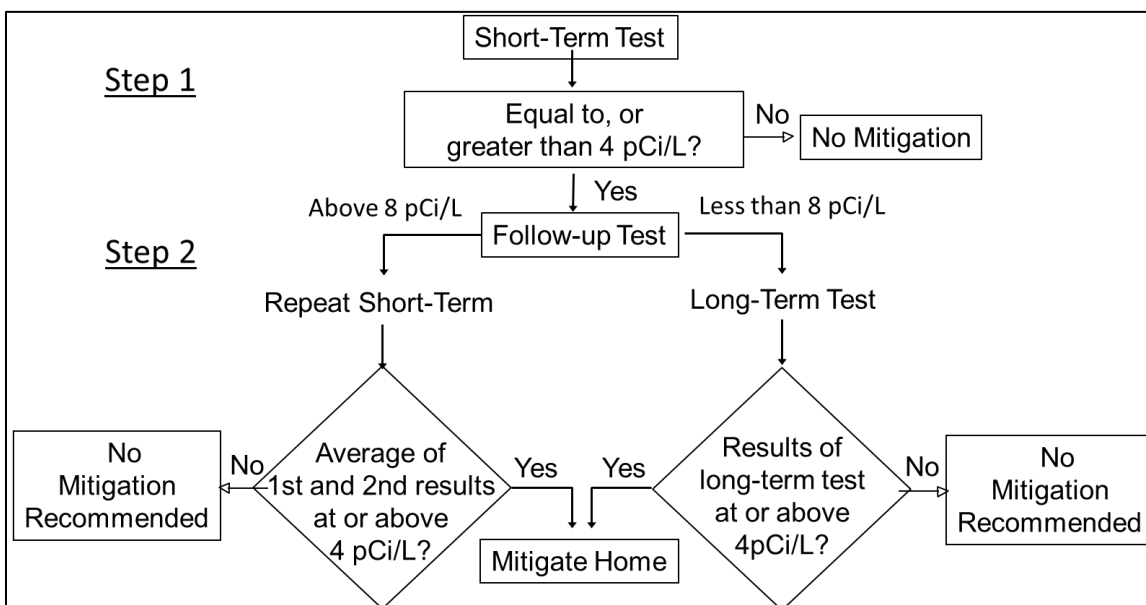 Short-Term Test
Step 1
Equal to, or
greater than 4 pCi/L?
No
No Mitigation
Yes
Above 8 pCi/L
Less than 8 pCi/L
Follow-up Test
Step 2
Repeat Short-Term
Long-Term Test
No
Mitigation
Recommended
No
Average of
1st and 2nd results
at or above
4 pCi/L?
Yes
Mitigate Home
Yes
Results of
long-term test
at or above
4pCi/L?
No
No
Mitigation
Recommended